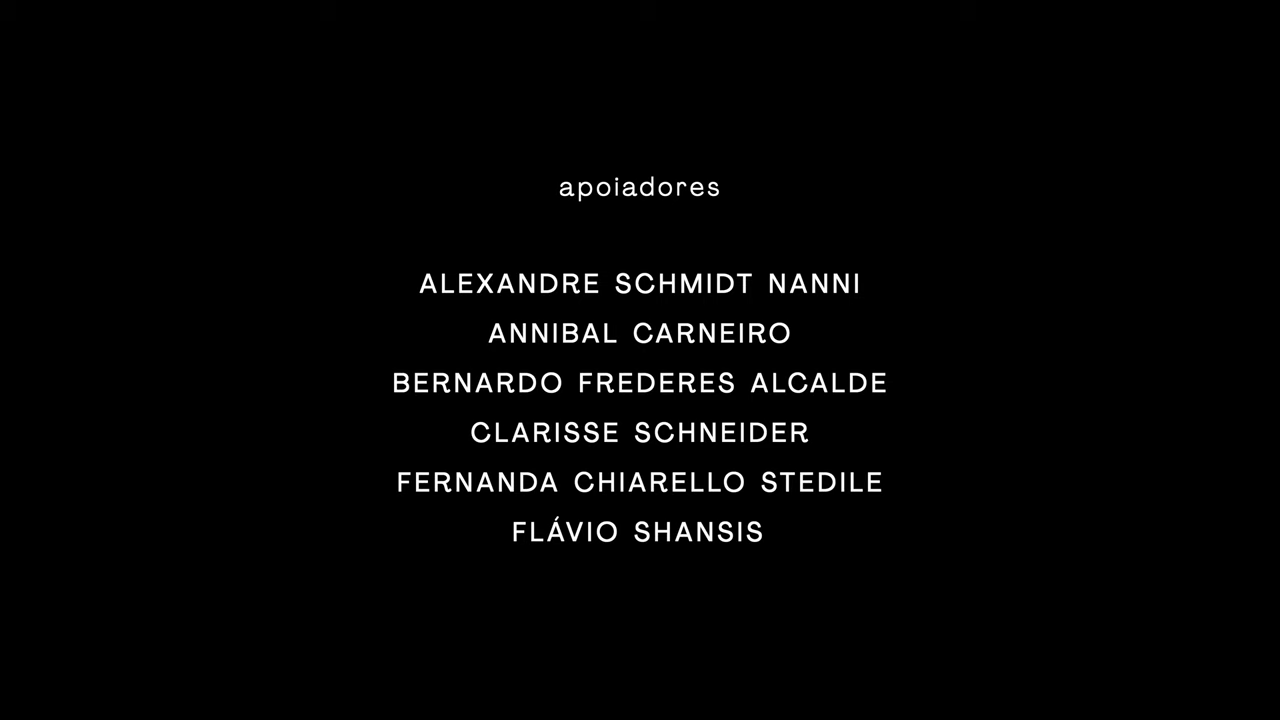 apoiadores
ALEXANDRE SCHMIDT NANNI
ANNIBAL CARNEIRO
BERNARDO FREDERES ALCALDE
CLARISSE SCHNEIDER
FERNANDA CHIARELLO STEDILE
FLÁVIO SHANSIS